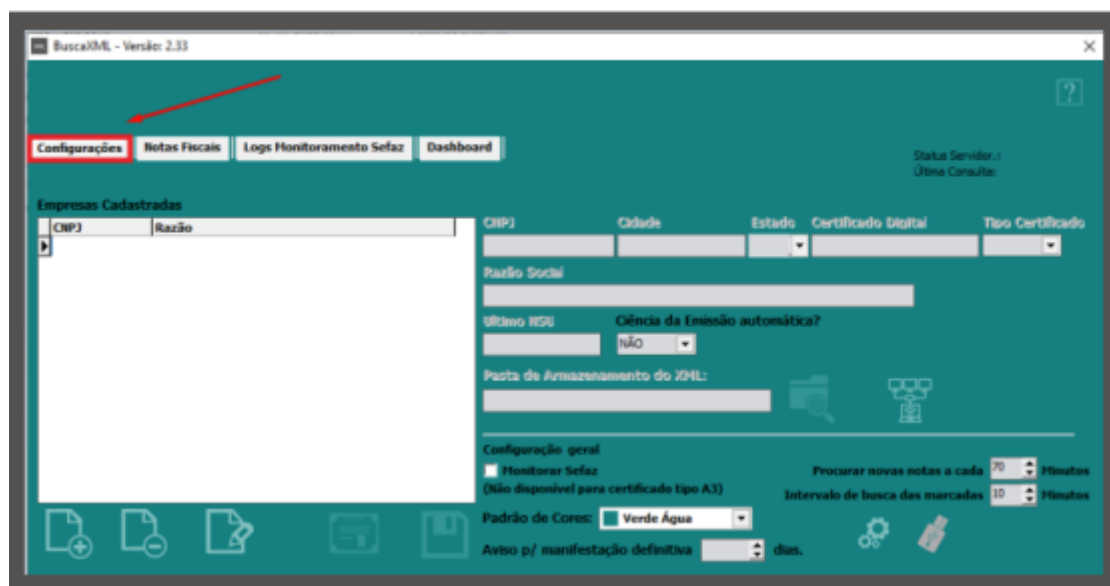 BuscaXML - Versão: 2.33
?
Configurações Notas Fiscais Logs Monitoramento Sefaz Dashboard
Status Servidor.:
Última Consulta:
Empresas Cadastradas
CNPJ Razão
CNPJ Cidade Estado Certificado Digital Tipo Certificado
Razão Social
Ultimo NSU Ciência da Emissão automática?
NÃO
Pasta de Armazenamento do XML:
Configuração geral
Monitorar Sefaz Procurar novas notas a cada 70 Minutos
(Não disponível para certificado tipo A3) Intervalo de busca das marcadas 10 Minutos
Padrão de Cores: Verde Água
Aviso p/ manifestação definitiva dias.